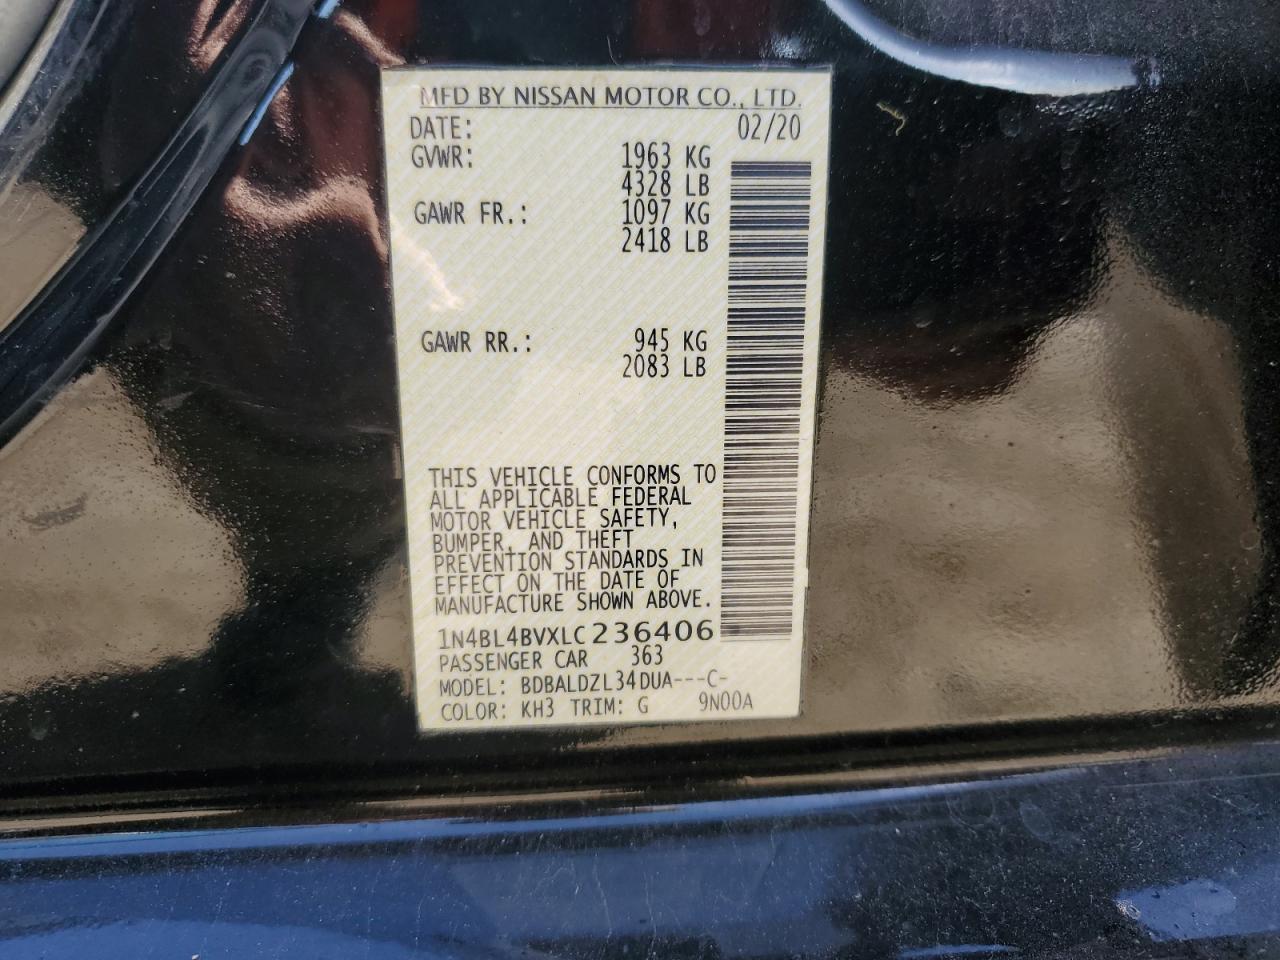 MFD BY NISSAN MOTOR CO., LTD.
DATE: 02/20
GVWR: 1963 KG
4328 LB
GAWR FR.: 1097 KG
2418 LB
GAWR RR.: 945 KG
2083 LB
THIS VEHICLE CONFORMS TO
ALL APPLICABLE FEDERAL
MOTOR VEHICLE SAFETY,
BUMPER, AND THEFT
PREVENTION STANDARDS IN
EFFECT ON THE DATE OF
MANUFACTURE SHOWN ABOVE.
1N4BL4BVXLC236406
PASSENGER CAR 363
MODEL: BDBALDZL34DUA---C-
COLOR: KH3 TRIM: G 9N00A